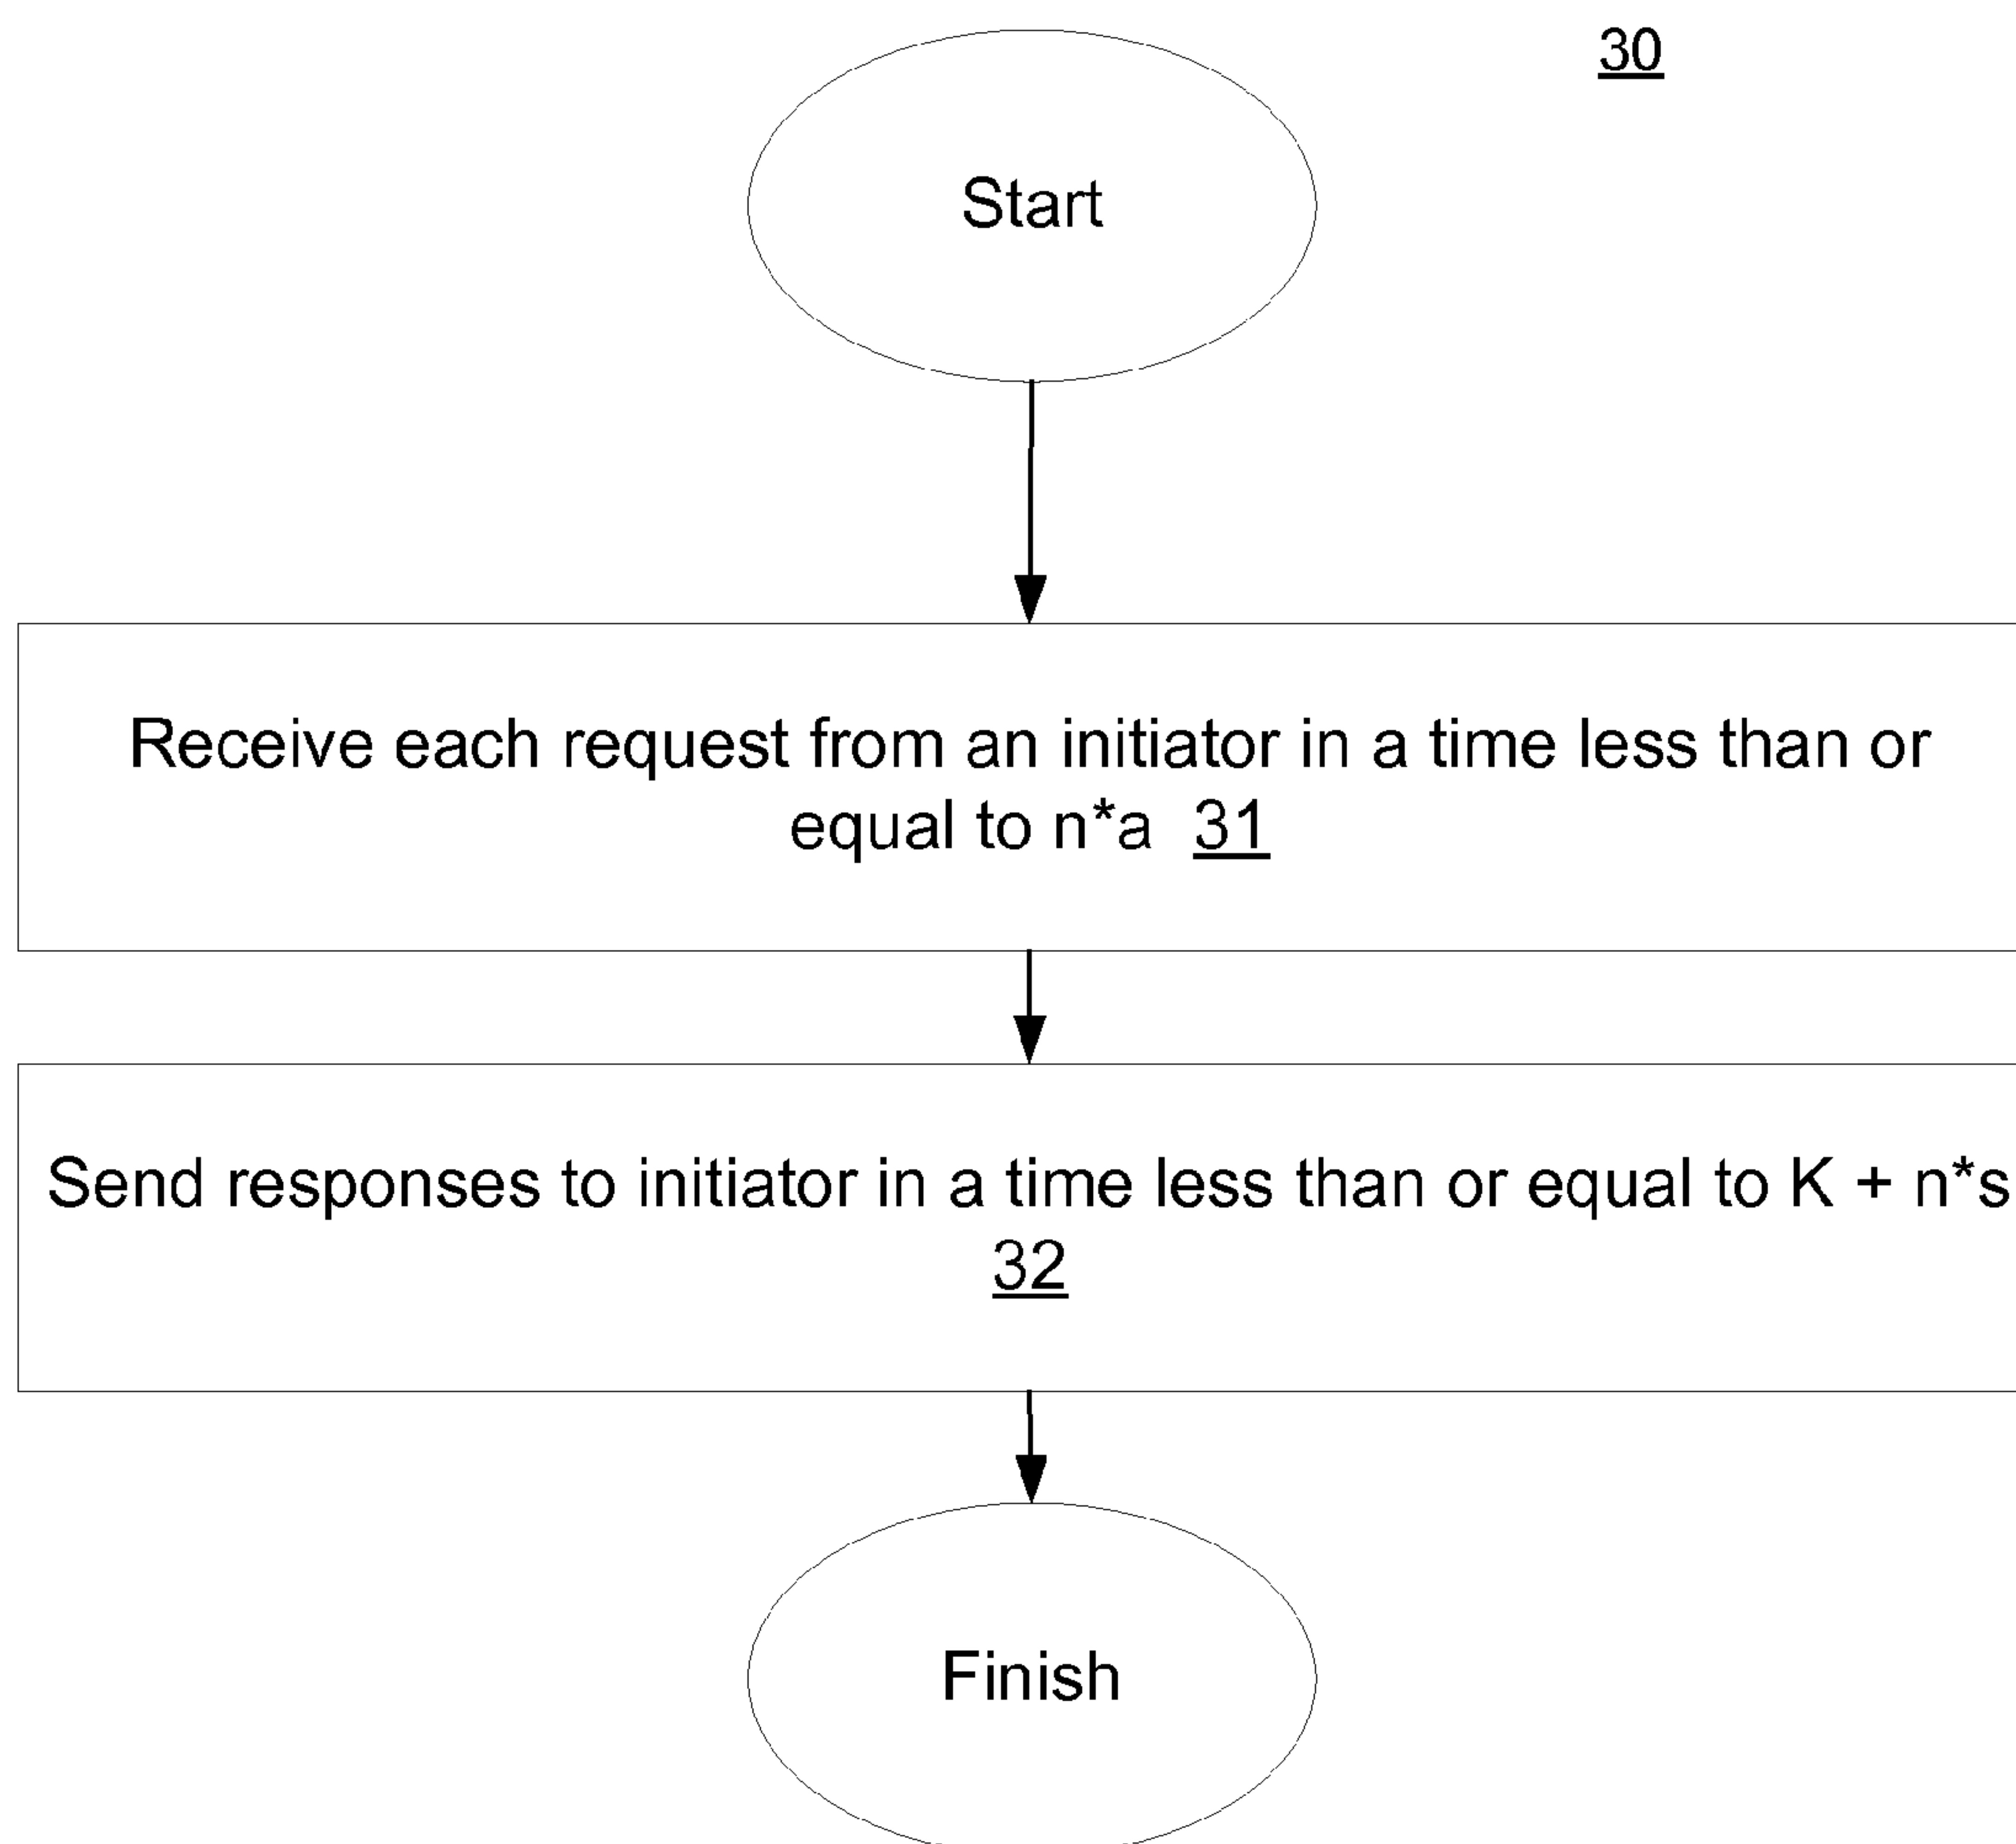 30
Start
Receive each request from an initiator in a time less than or
equal to n*a 31
Send responses to initiator in a time less than or equal to K + n*s
32
Finish